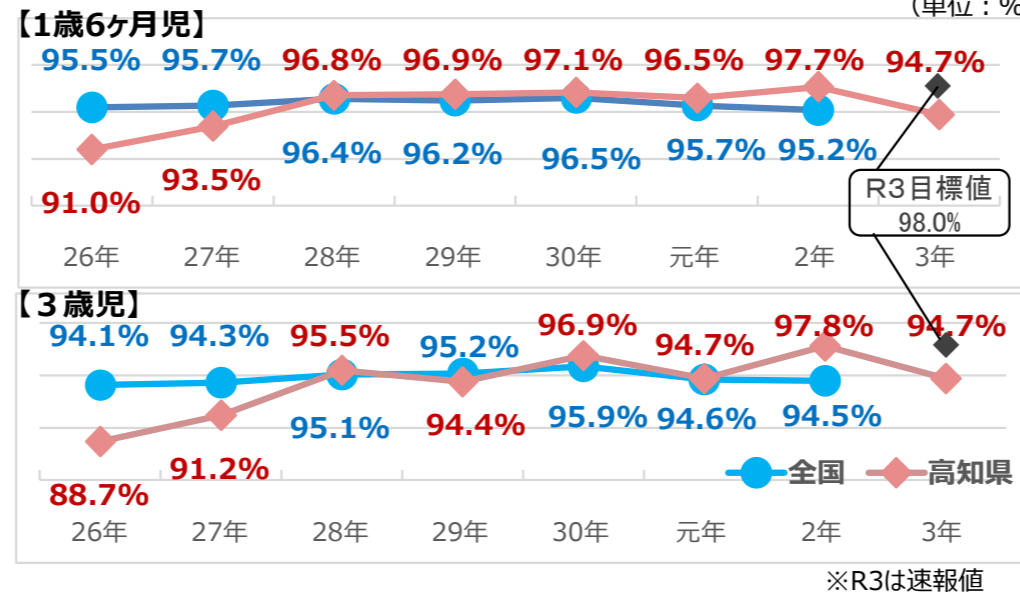 (単位：%
【1歳6ヶ月児】
95.5% 95.7% 96.8% 96.9% 97.1% 96.5% 97.7% 94.7%
91.0% 93.5% 96.4% 96.2% 96.5% 95.7% 95.2%
R3目標値
98.0%
26年 27年 28年 29年 30年 元年 2年 3年
【３歳児】
94.1% 94.3% 95.5% 95.2% 96.9% 94.7% 97.8% 94.7%
88.7% 91.2% 95.1% 94.4% 95.9% 94.6% 94.5%
全国 高知県
26年 27年 28年 29年 30年 元年 2年 3年
※R3は速報値